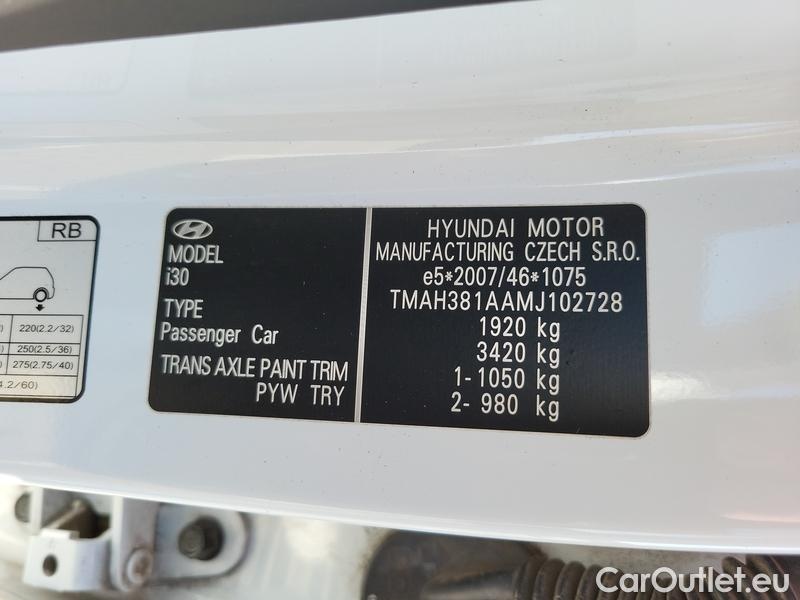 RB
220(2.2/32)
250(2.5/36)
275(2.75/40)
MODEL
i30
TYPE
Passenger Car
TRANS AXLE PAINT TRIM
PYW TRY
HYUNDAI MOTOR
MANUFACTURING CZECH S.R.O.
e5*2007/46*1075
TMAH381AAMJ102728
1920 kg
3420 kg
1-1050 kg
2- 980 kg
CarOutlet.eu